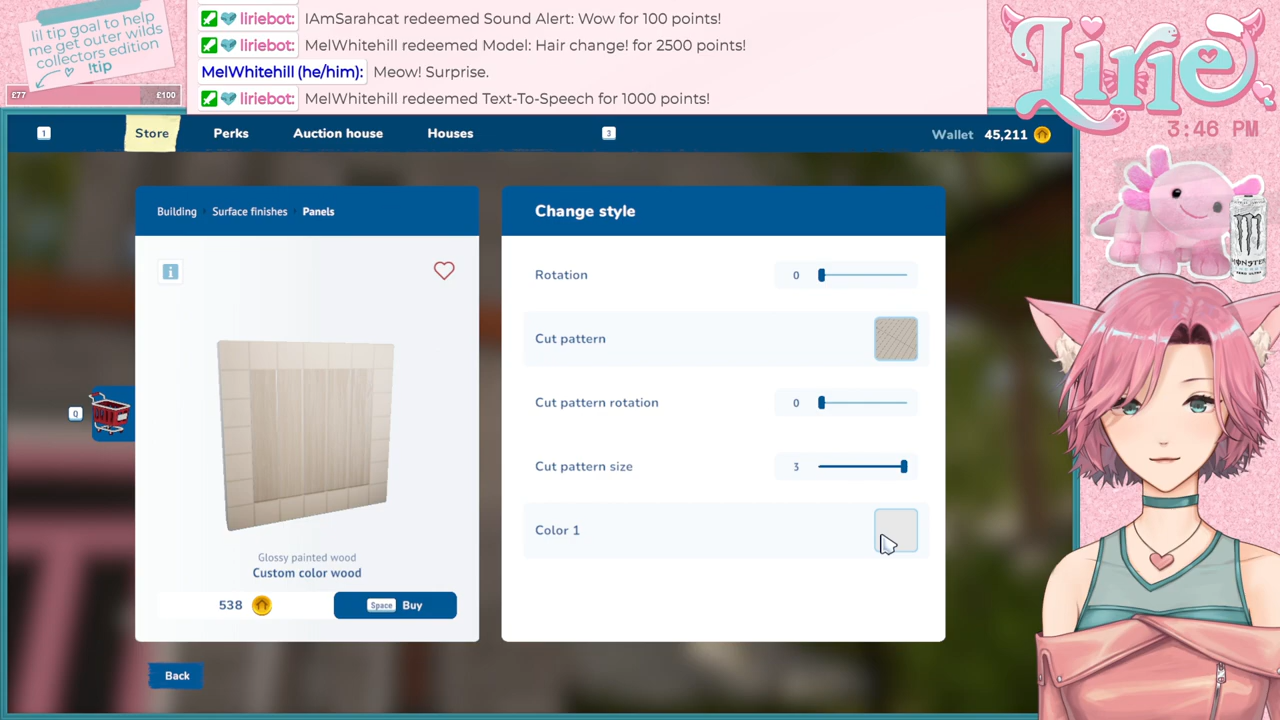 lil tip goal to help
me get outer wilds
collectors edition
!tip
£77
£100
liriebot: IAmSarahcat redeemed Sound Alert: Wow for 100 points!
liriebot: MelWhitehill redeemed Model: Hair change! for 2500 points!
MelWhitehill (he/him): Meow! Surprise.
liriebot: MelWhitehill redeemed Text-To-Speech for 1000 points!
Lirie
3:46 PM
1
Store
Perks
Auction house
Houses
3
Wallet 45,211
Building
Surface finishes
Panels
i
Glossy painted wood
Custom color wood
538
Space Buy
Q
Back
Change style
Rotation 0
Cut pattern
Cut pattern rotation 0
Cut pattern size 3
Color 1
MONSTER